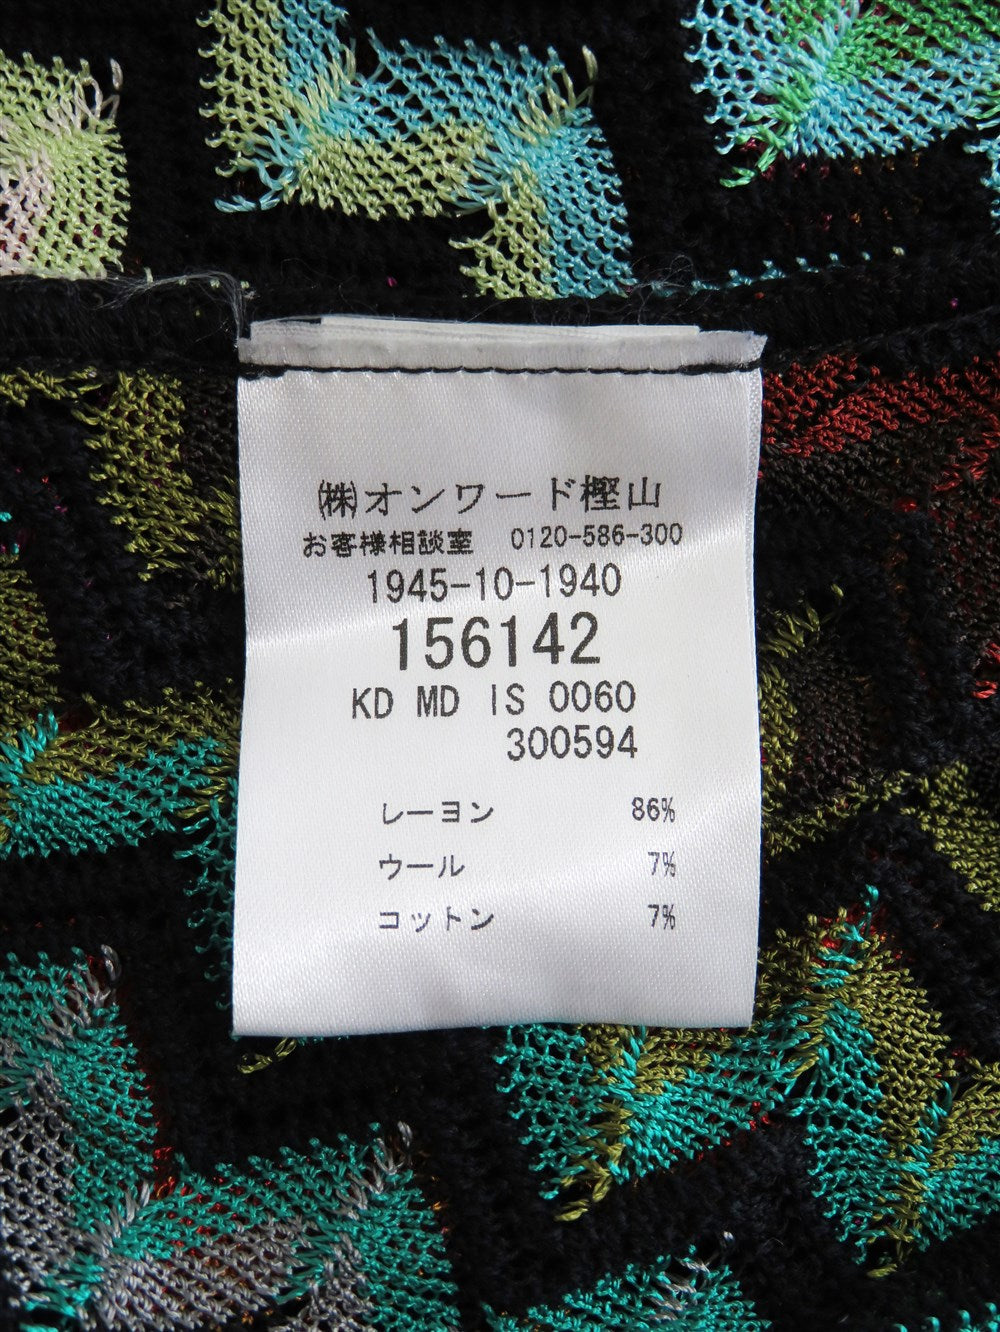 ㈱オンワード樫山
お客様相談室 0120-586-300
1945-10-1940
156142
KD MD IS 0060
300594
レーヨン 86%
ウール 7%
コットン 7%